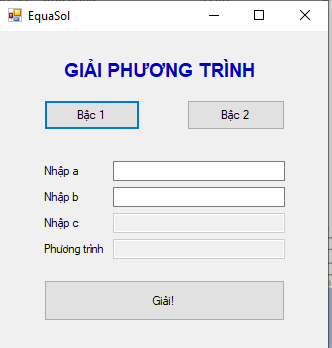 EquaSol
GIẢI PHƯƠNG TRÌNH
Bậc 1 Bậc 2
Nhập a
Nhập b
Nhập c
Phương trình
Giải!